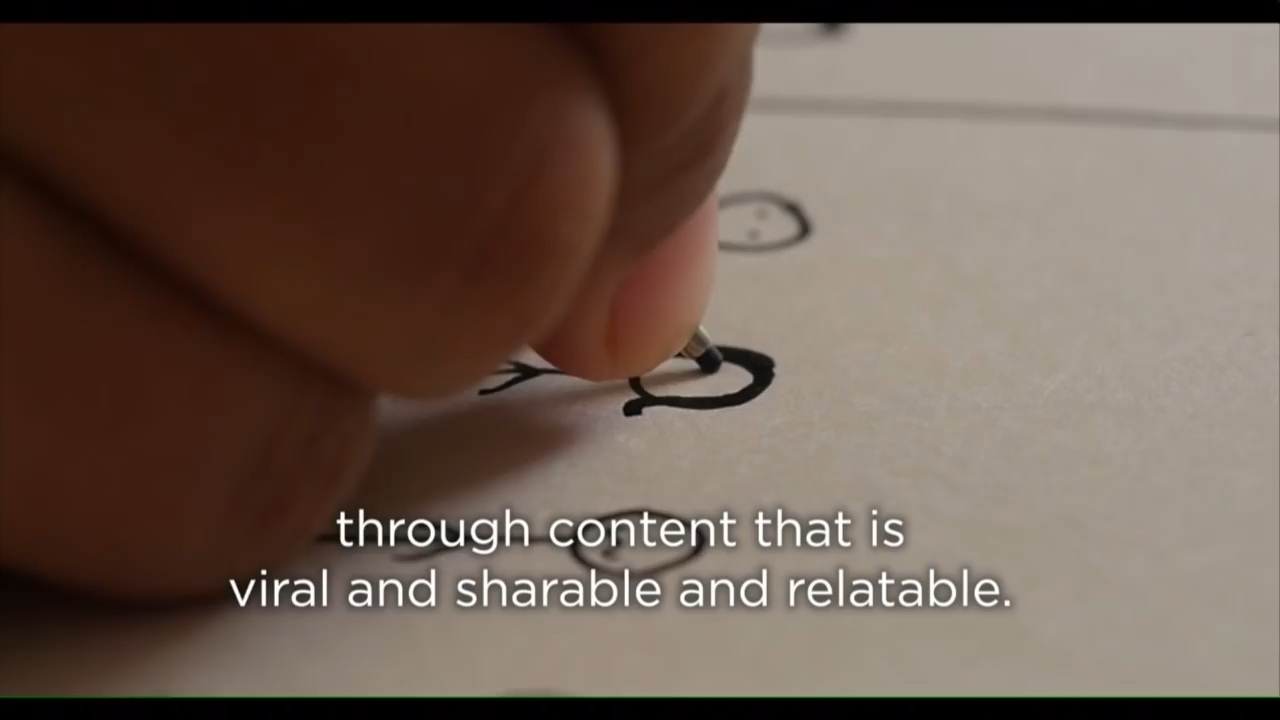 through content that is
viral and sharable and relatable.